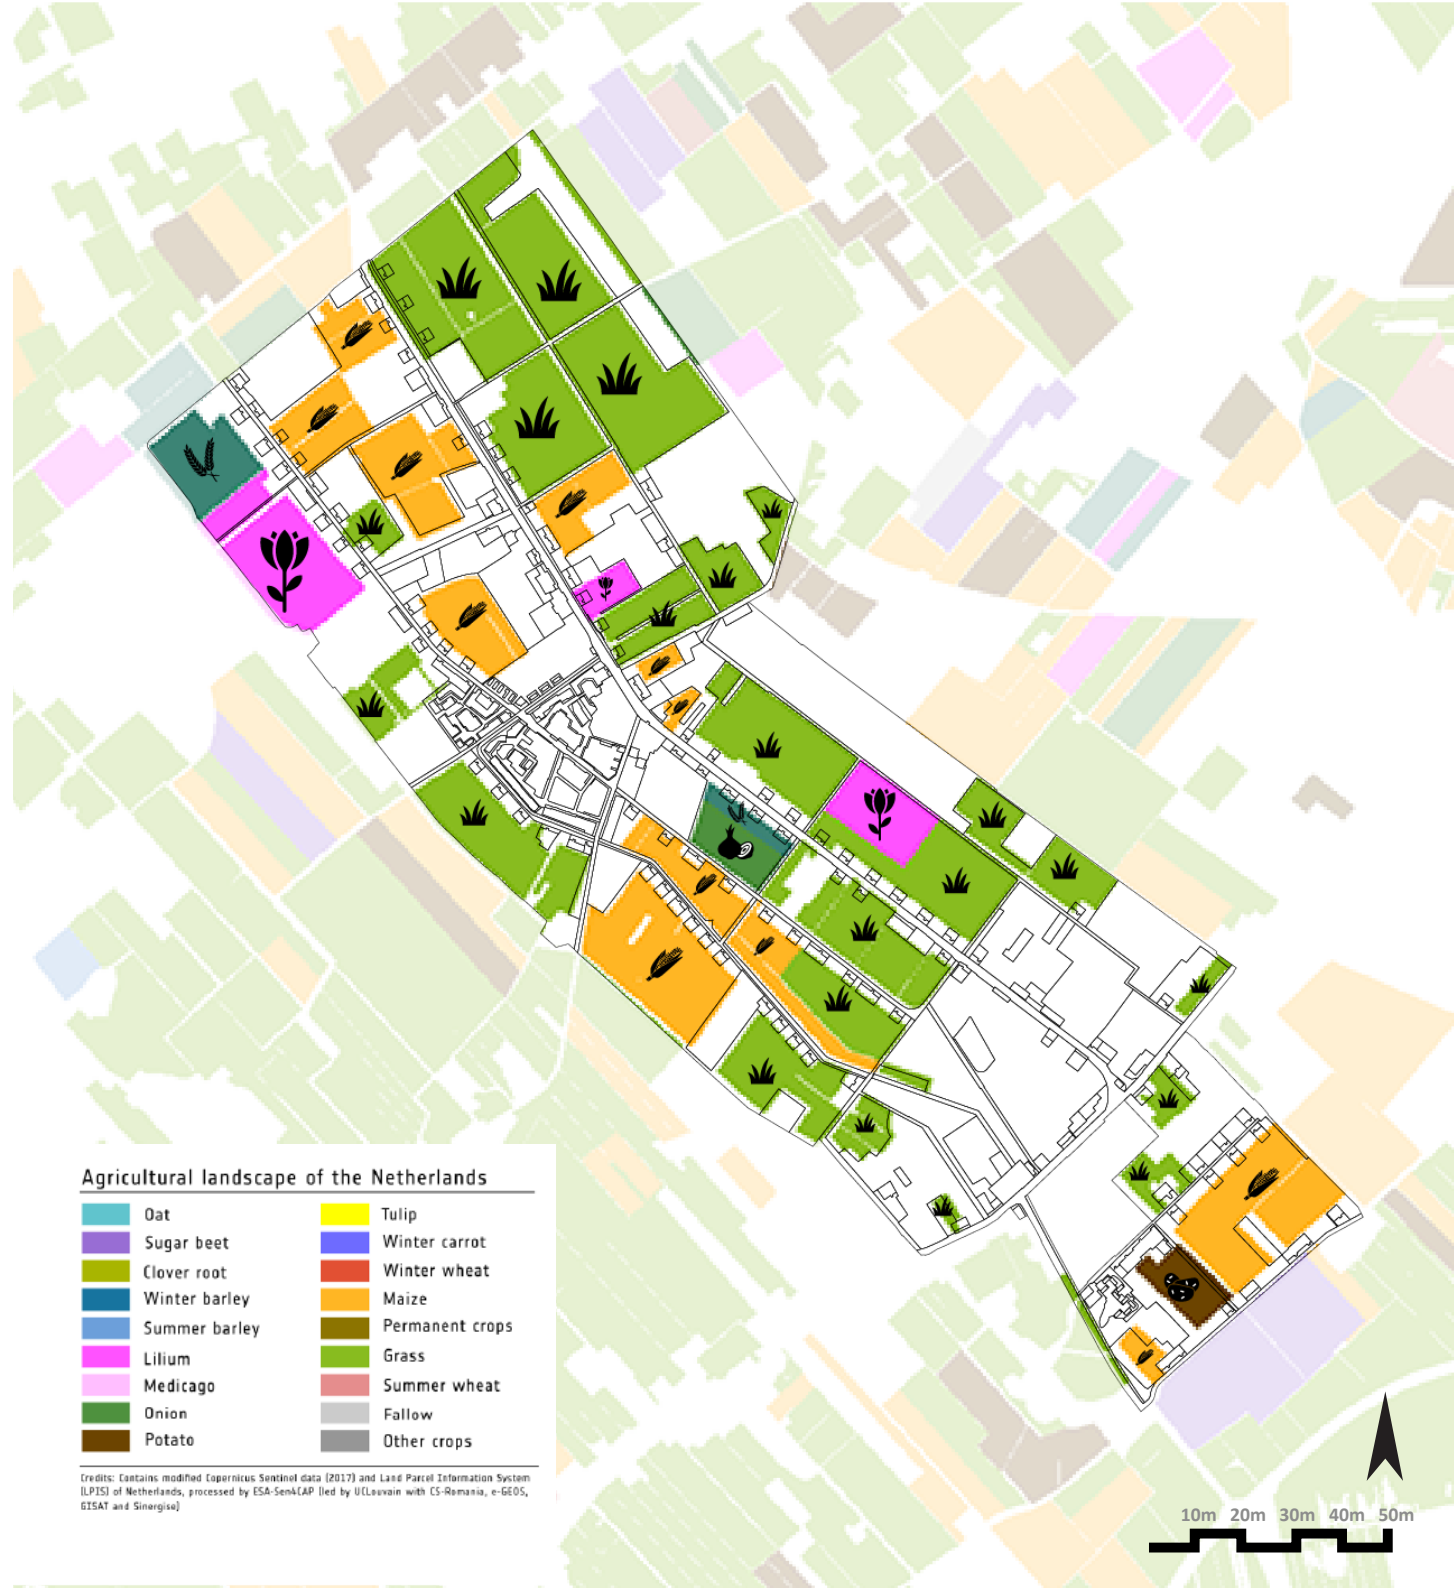 Agricultural landscape of the Netherlands
Oat
Sugar beet
Clover root
Winter barley
Summer barley
Lilium
Medicago
Onion
Potato
Tulip
Winter carrot
Winter wheat
Maize
Permanent crops
Grass
Summer wheat
Fallow
Other crops
Credits: Contains modified Copernicus Sentinel data (2017) and Land Parcel Information System
(LPIS) of Netherlands, processed by ESA-Sen4CAP (led by UCLouvain with CS-Romania, e-GEOS,
GISAT and Sinergise)
10m 20m 30m 40m 50m